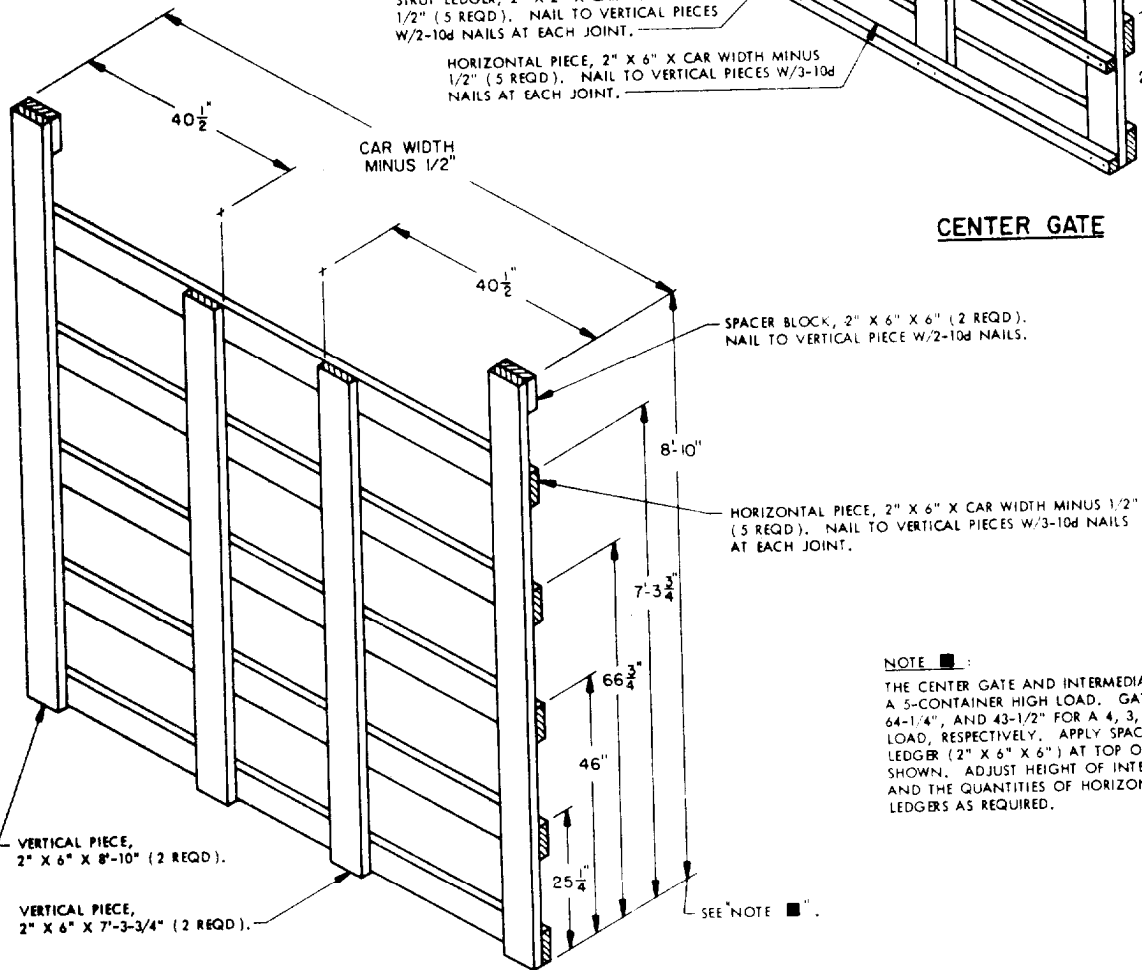 1/2" (5 REQD). NAIL TO VERTICAL PIECES
W/2-10d NAILS AT EACH JOINT.
HORIZONTAL PIECE, 2" X 6" X CAR WIDTH MINUS
1/2" (5 REQD). NAIL TO VERTICAL PIECES W/3-10d
NAILS AT EACH JOINT.
2
40 1/2"
CAR WIDTH
MINUS 1/2"
CENTER GATE
40 1/2"
SPACER BLOCK, 2" X 6" X 6" (2 REQD).
NAIL TO VERTICAL PIECE W/2-10d NAILS.
8'-10"
HORIZONTAL PIECE, 2" X 6" X CAR WIDTH MINUS 1/2"
(5 REQD). NAIL TO VERTICAL PIECES W/3-10d NAILS
AT EACH JOINT.
7'-3 3/4"
66 3/4"
46"
25 1/4"
NOTE ■ :
THE CENTER GATE AND INTERMEDIA
A 5-CONTAINER HIGH LOAD. GA
64-1/4", AND 43-1/2" FOR A 4, 3,
LOAD, RESPECTIVELY. APPLY SPAC
LEDGER (2" X 6" X 6") AT TOP O
SHOWN. ADJUST HEIGHT OF INTE
AND THE QUANTITIES OF HORIZON
LEDGERS AS REQUIRED.
VERTICAL PIECE,
2" X 6" X 8'-10" (2 REQD).
VERTICAL PIECE,
2" X 6" X 7'-3-3/4" (2 REQD).
SEE "NOTE ■".